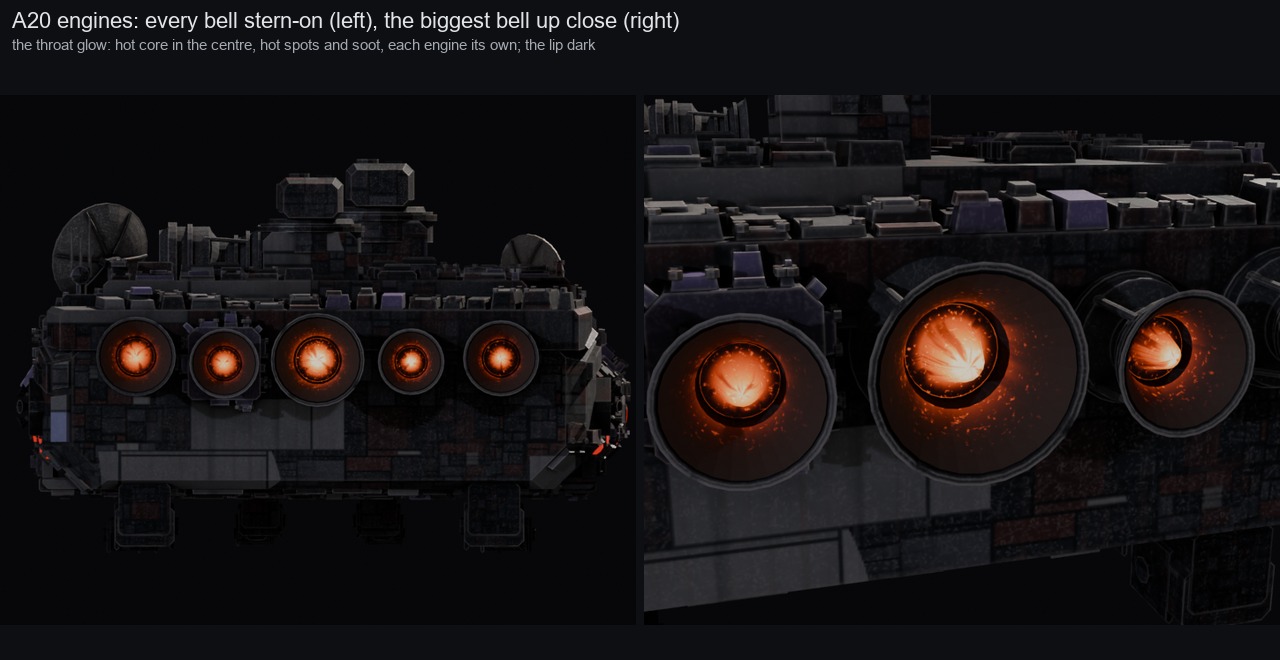 A20 engines: every bell stern-on (left), the biggest bell up close (right)
the throat glow: hot core in the centre, hot spots and soot, each engine its own; the lip dark